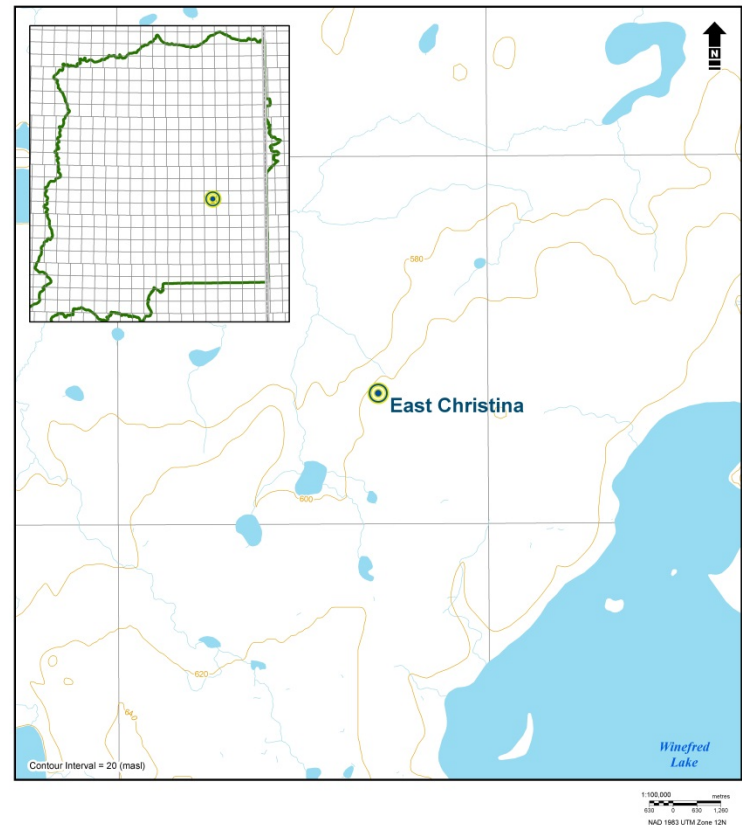 N
580
East Christina
600
620
640
Winefred
Lake
Contour Interval = 20 (masl)
1:100,000 metres
630 0 630 1,260
NAD 1983 UTM Zone 12N